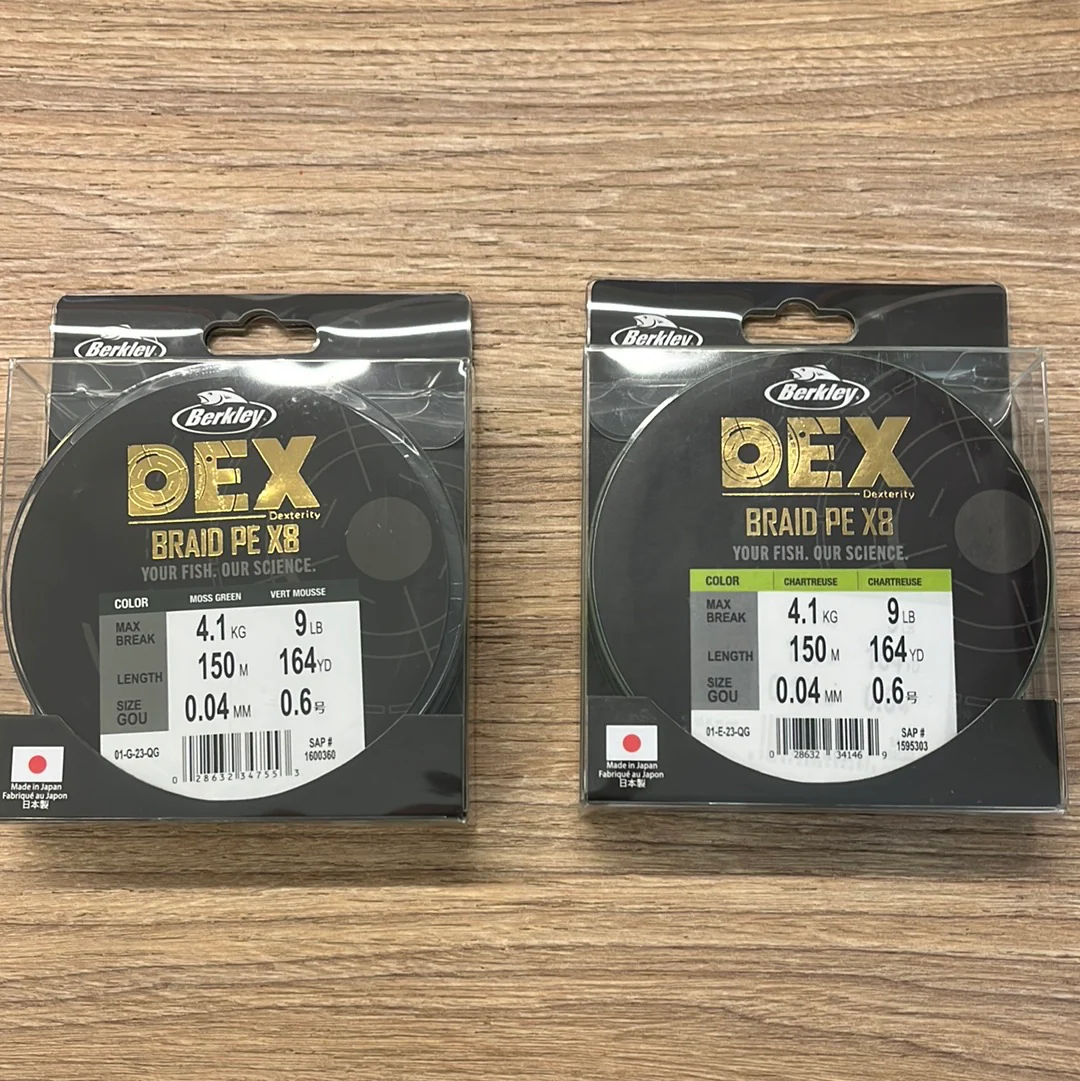 Berkley
Berkley
DEX
Dexterity
BRAID PE X8
YOUR FISH. OUR SCIENCE.
COLOR MOSS GREEN VERT MOUSSE
MAX BREAK 4.1 KG 9 LB
LENGTH 150 M 164 YD
SIZE GOU 0.04 MM 0.6 号
01-G-23-QG SAP # 1600360
0 28632 34755 3
Made in Japan
Fabriqué au Japon
日本製
Berkley
Berkley
DEX
Dexterity
BRAID PE X8
YOUR FISH. OUR SCIENCE.
COLOR CHARTREUSE CHARTREUSE
MAX BREAK 4.1 KG 9 LB
LENGTH 150 M 164 YD
SIZE GOU 0.04 MM 0.6 号
01-E-23-QG SAP # 1595303
0 28632 34146 9
Made in Japan
Fabriqué au Japon
日本製